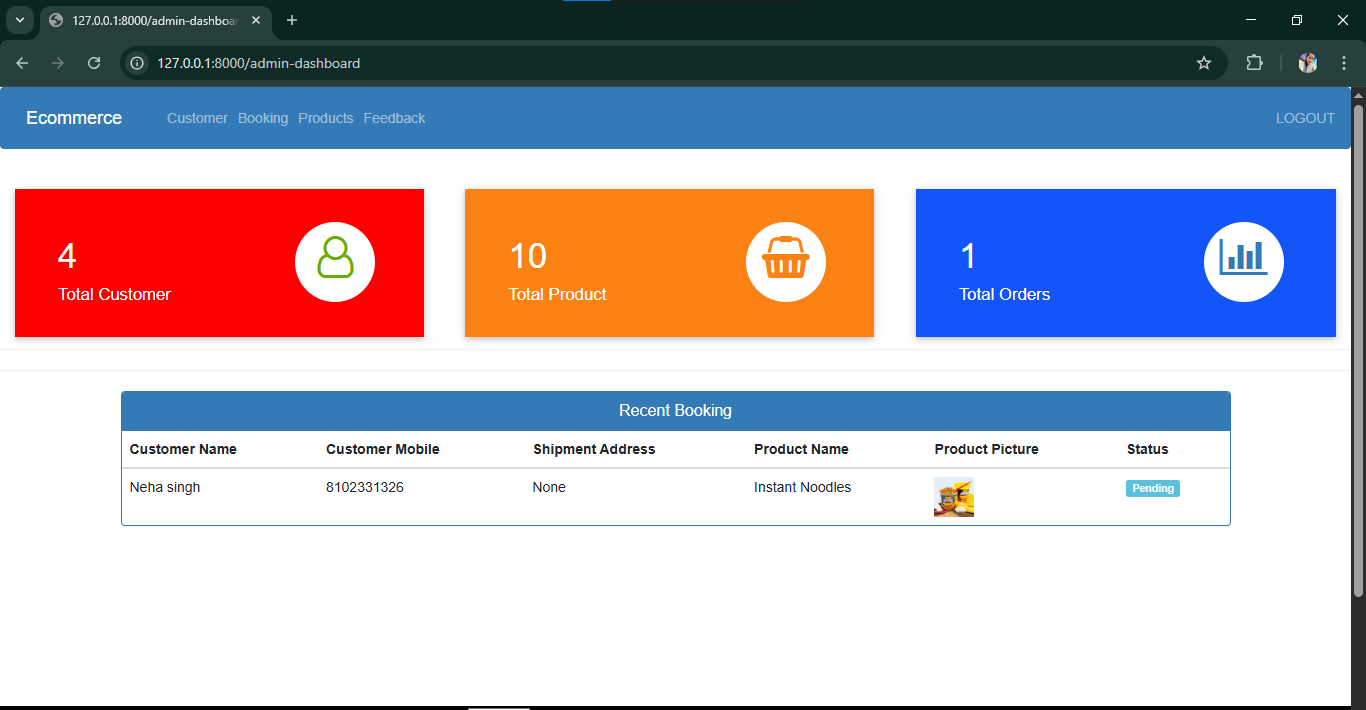 127.0.0.1:8000/admin-dashboar
127.0.0.1:8000/admin-dashboard
Ecommerce Customer Booking Products Feedback LOGOUT
4
Total Customer
10
Total Product
1
Total Orders
Recent Booking
Customer Name Customer Mobile Shipment Address Product Name Product Picture Status
Neha singh 8102331326 None Instant Noodles Pending